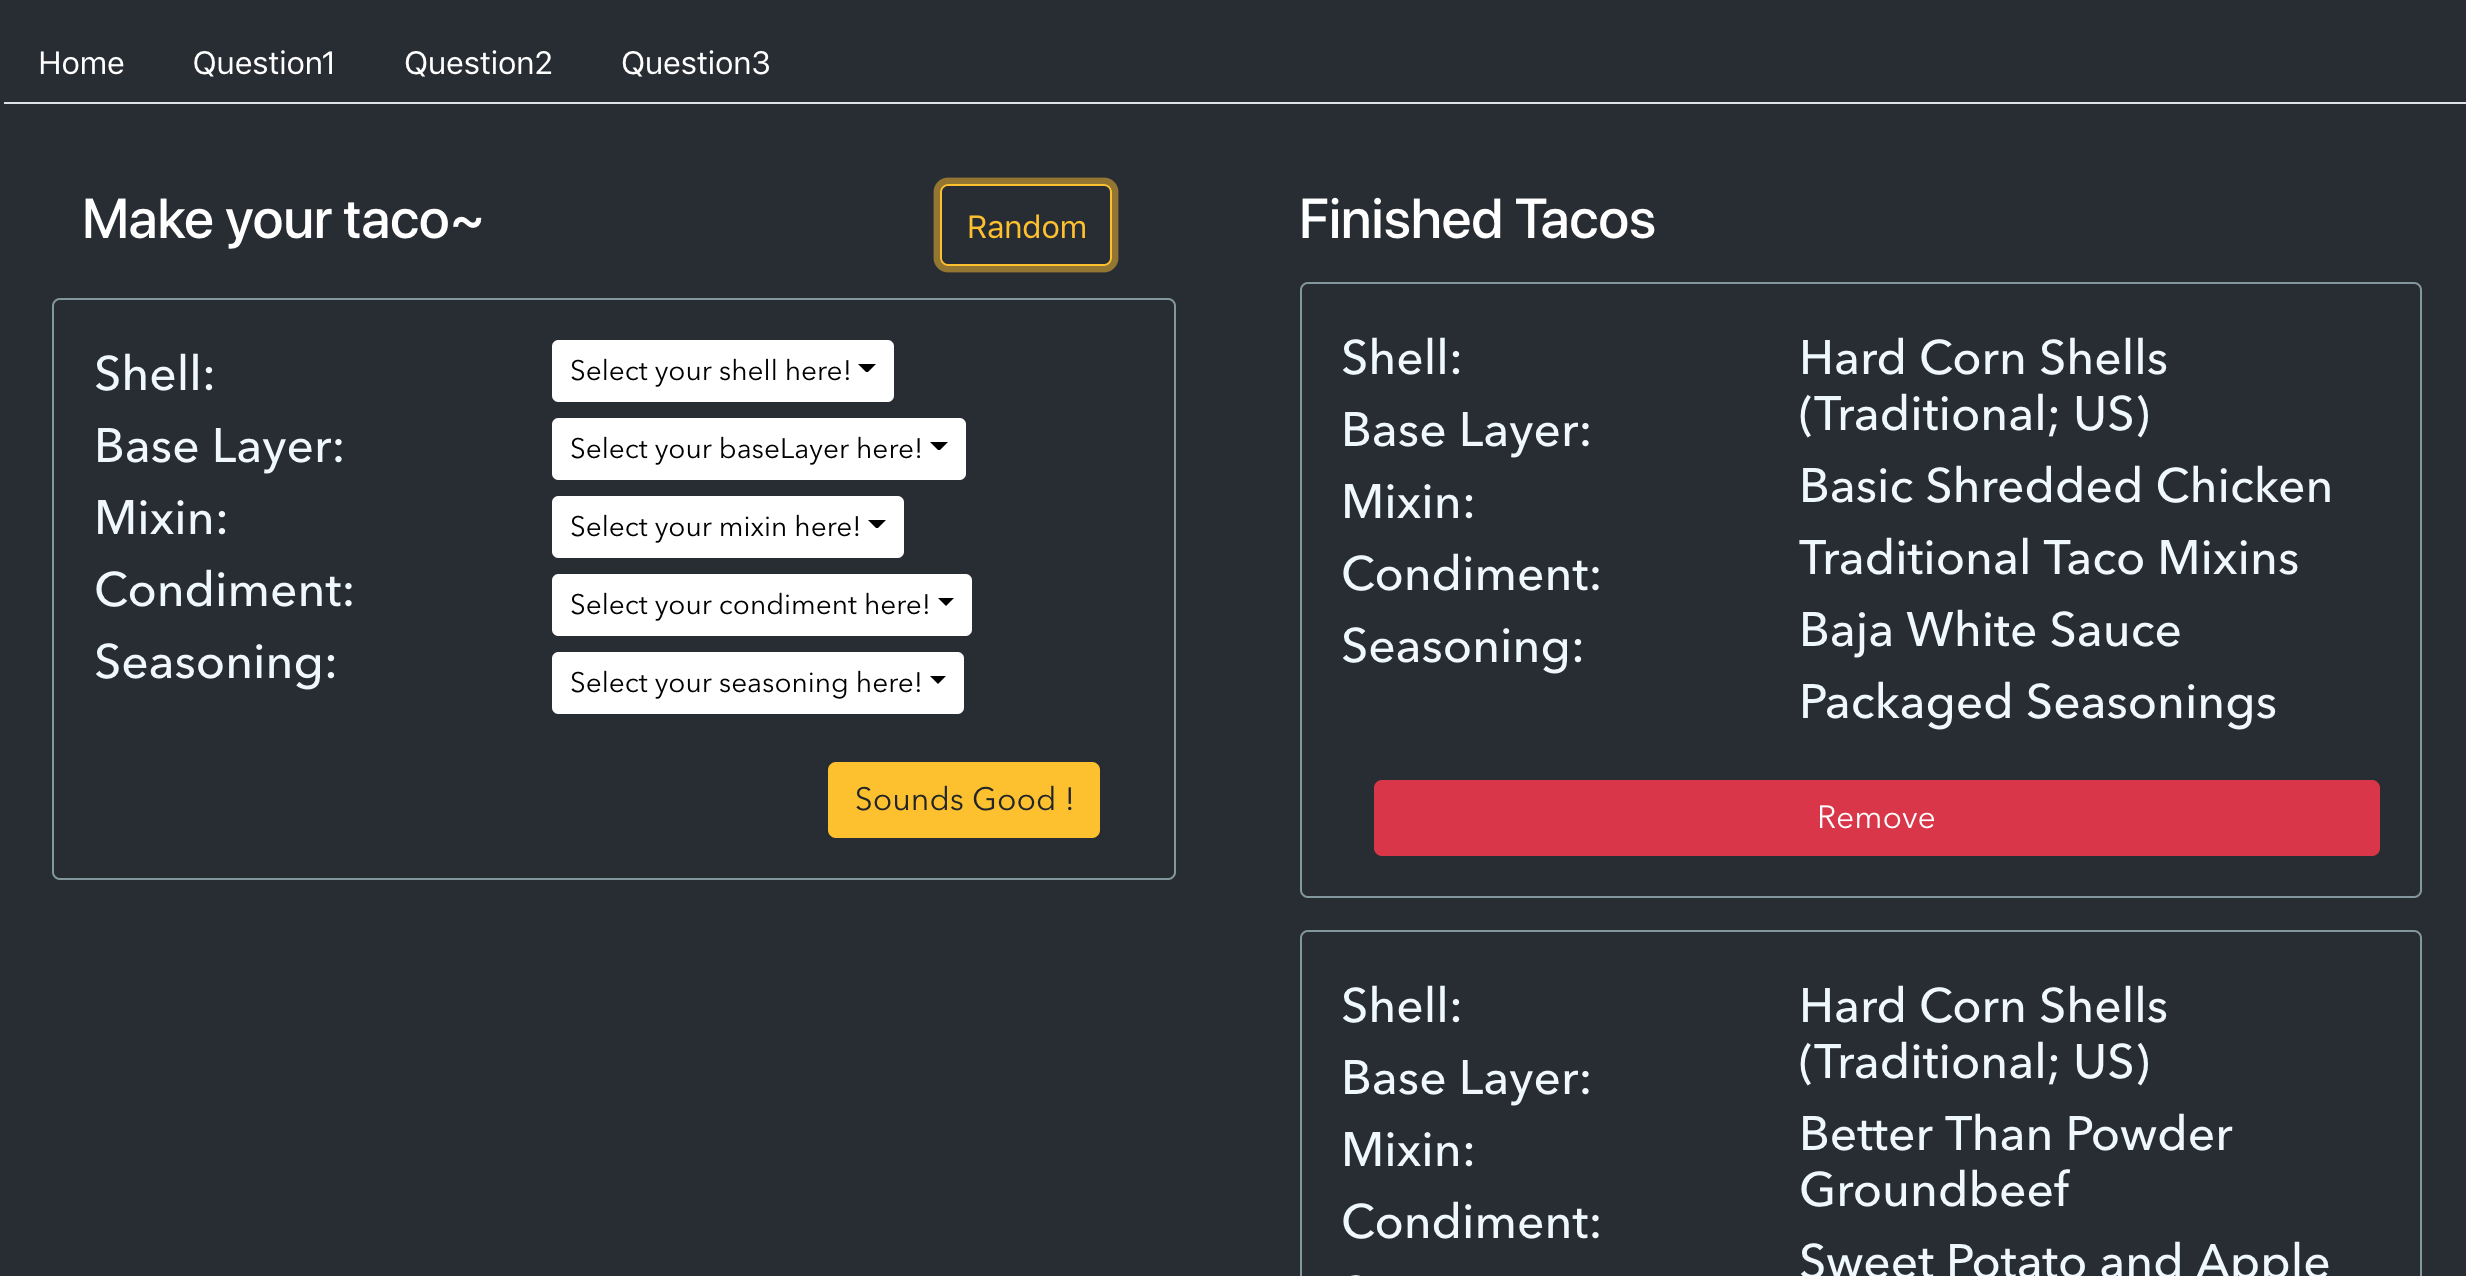 Home Question1 Question2 Question3
Make your taco~
Random
Shell:
Select your shell here!
Base Layer:
Select your baseLayer here!
Mixin:
Select your mixin here!
Condiment:
Select your condiment here!
Seasoning:
Select your seasoning here!
Sounds Good !
Finished Tacos
Shell:
Base Layer:
Mixin:
Condiment:
Seasoning:
Hard Corn Shells
(Traditional; US)
Basic Shredded Chicken
Traditional Taco Mixins
Baja White Sauce
Packaged Seasonings
Remove
Shell:
Base Layer:
Mixin:
Condiment:
Hard Corn Shells
(Traditional; US)
Better Than Powder
Groundbeef
Sweet Potato and Apple